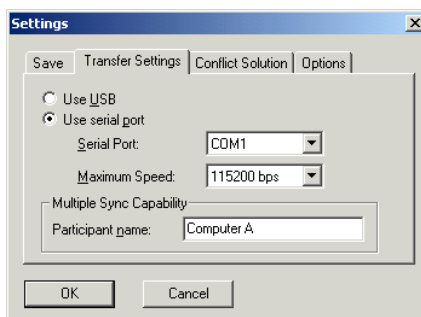 Settings
Save Transfer Settings Conflict Solution Options
Use USB
Use serial port
Serial Port: COM1
Maximum Speed: 115200 bps
Multiple Sync Capability
Participant name: Computer A
OK Cancel